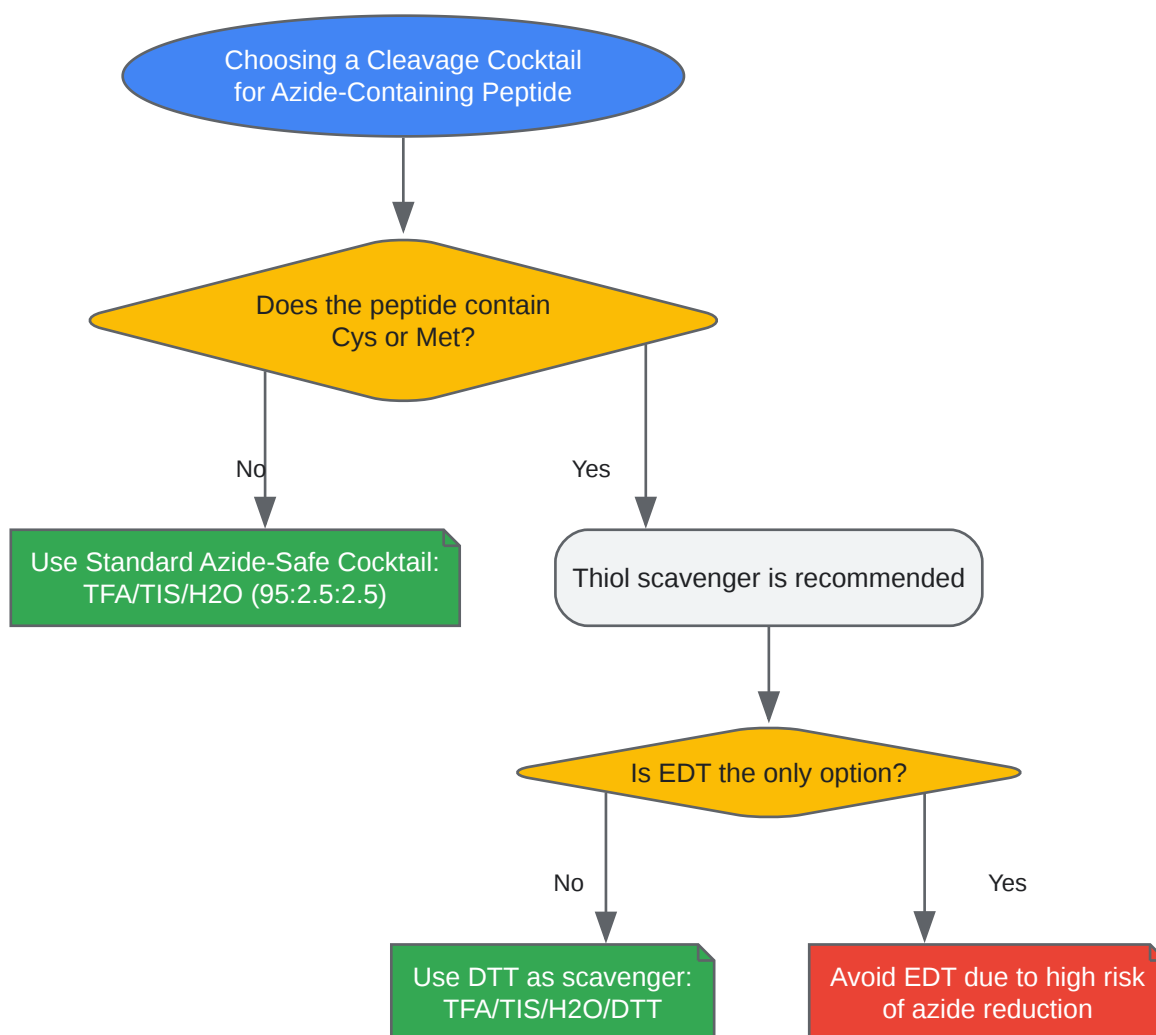 Choosing a Cleavage Cocktail
for Azide-Containing Peptide
Does the peptide contain
Cys or Met?
No
Yes
Use Standard Azide-Safe Cocktail:
TFA/TIS/H2O (95:2.5:2.5)
Thiol scavenger is recommended
Is EDT the only option?
No
Yes
Use DTT as scavenger:
TFA/TIS/H2O/DTT
Avoid EDT due to high risk
of azide reduction